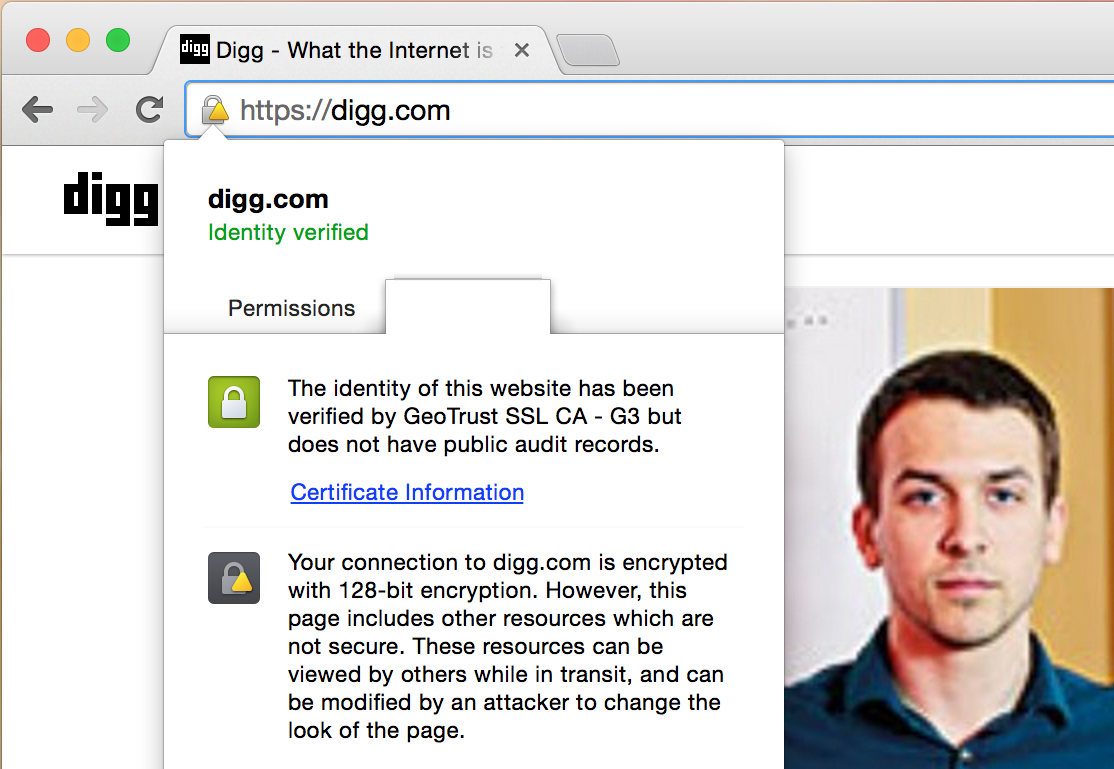 digg Digg - What the Internet is
https://digg.com
digg
digg.com
Identity verified
Permissions
The identity of this website has been
verified by GeoTrust SSL CA - G3 but
does not have public audit records.
Certificate Information
Your connection to digg.com is encrypted
with 128-bit encryption. However, this
page includes other resources which are
not secure. These resources can be
viewed by others while in transit, and can
be modified by an attacker to change the
look of the page.